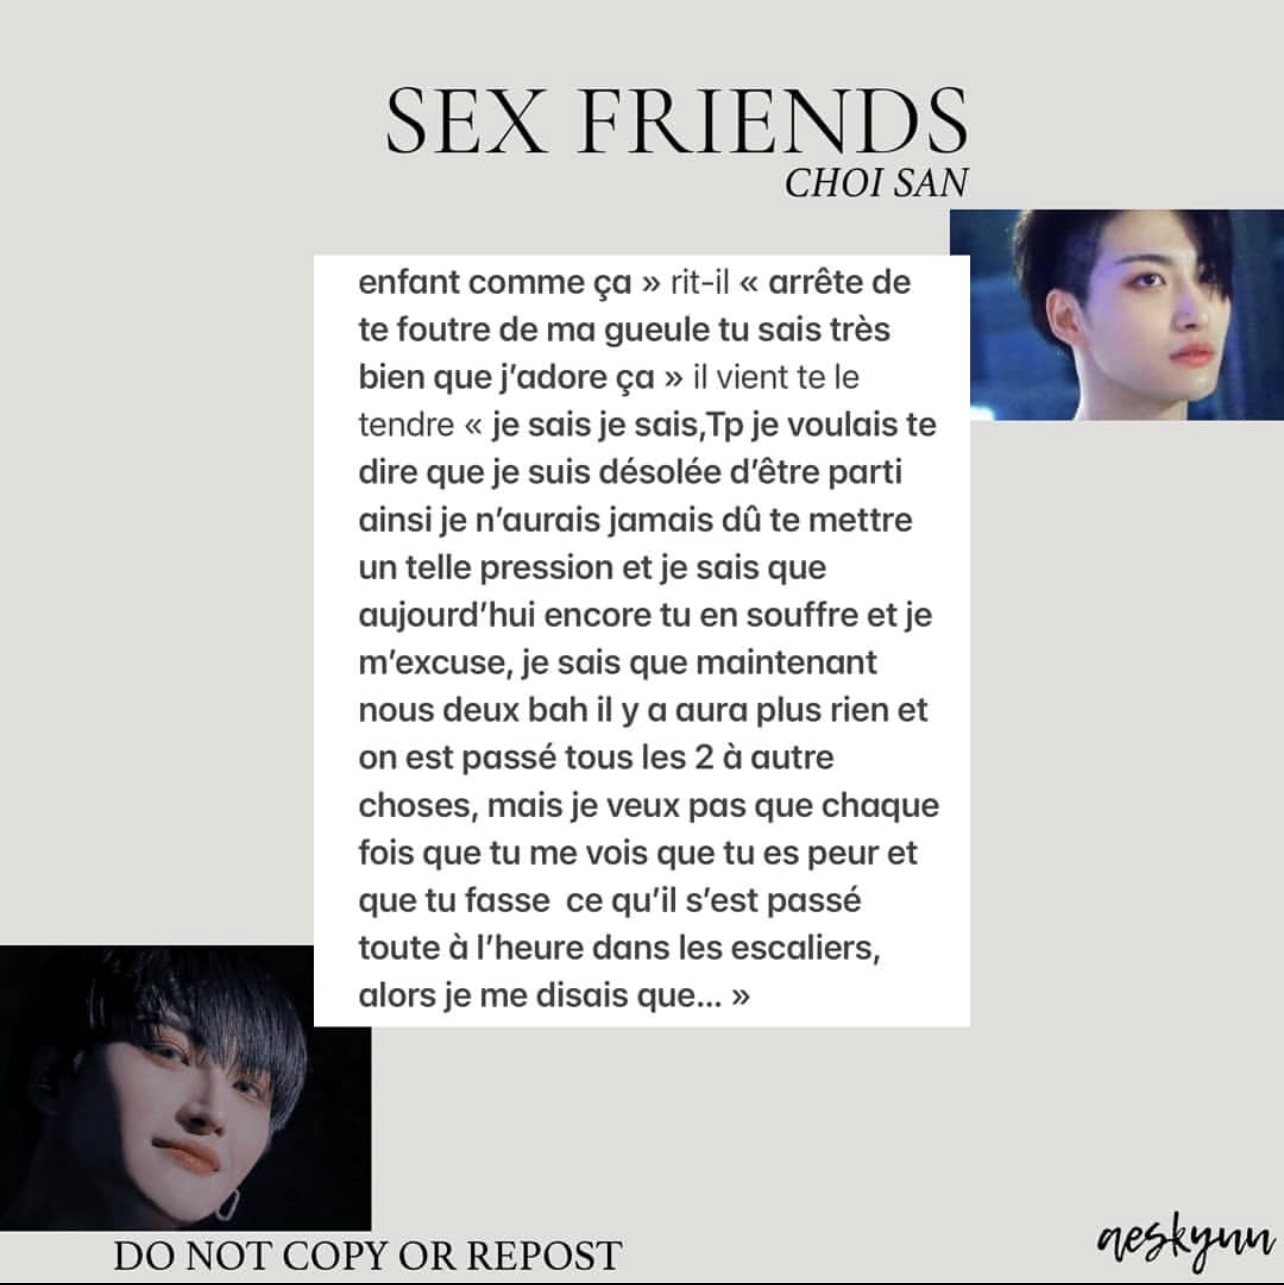 SEX FRIENDS
CHOI SAN
enfant comme ça » rit-il « arrête de
te foutre de ma gueule tu sais très
bien que j’adore ça » il vient te le
tendre « je sais je sais,Tp je voulais te
dire que je suis désolée d’être parti
ainsi je n’aurais jamais dû te mettre
un telle pression et je sais que
aujourd’hui encore tu en souffre et je
m’excuse, je sais que maintenant
nous deux bah il y a aura plus rien et
on est passé tous les 2 à autre
choses, mais je veux pas que chaque
fois que tu me vois que tu es peur et
que tu fasse  ce qu’il s’est passé
toute à l’heure dans les escaliers,
alors je me disais que... »
DO NOT COPY OR REPOST
aeskyun